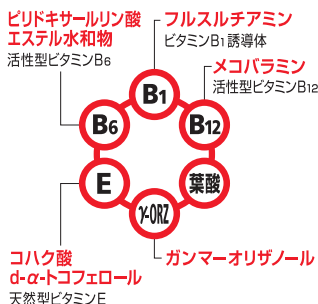 ピリドキサールリン酸
エステル水和物
活性型ビタミンB6
フルスルチアミン
ビタミンB1誘導体
メコバラミン
活性型ビタミンB12
B1
B6
B12
E
葉酸
γ-ORZ
コハク酸
d-α-トコフェロール
天然型ビタミンE
ガンマーオリザノール